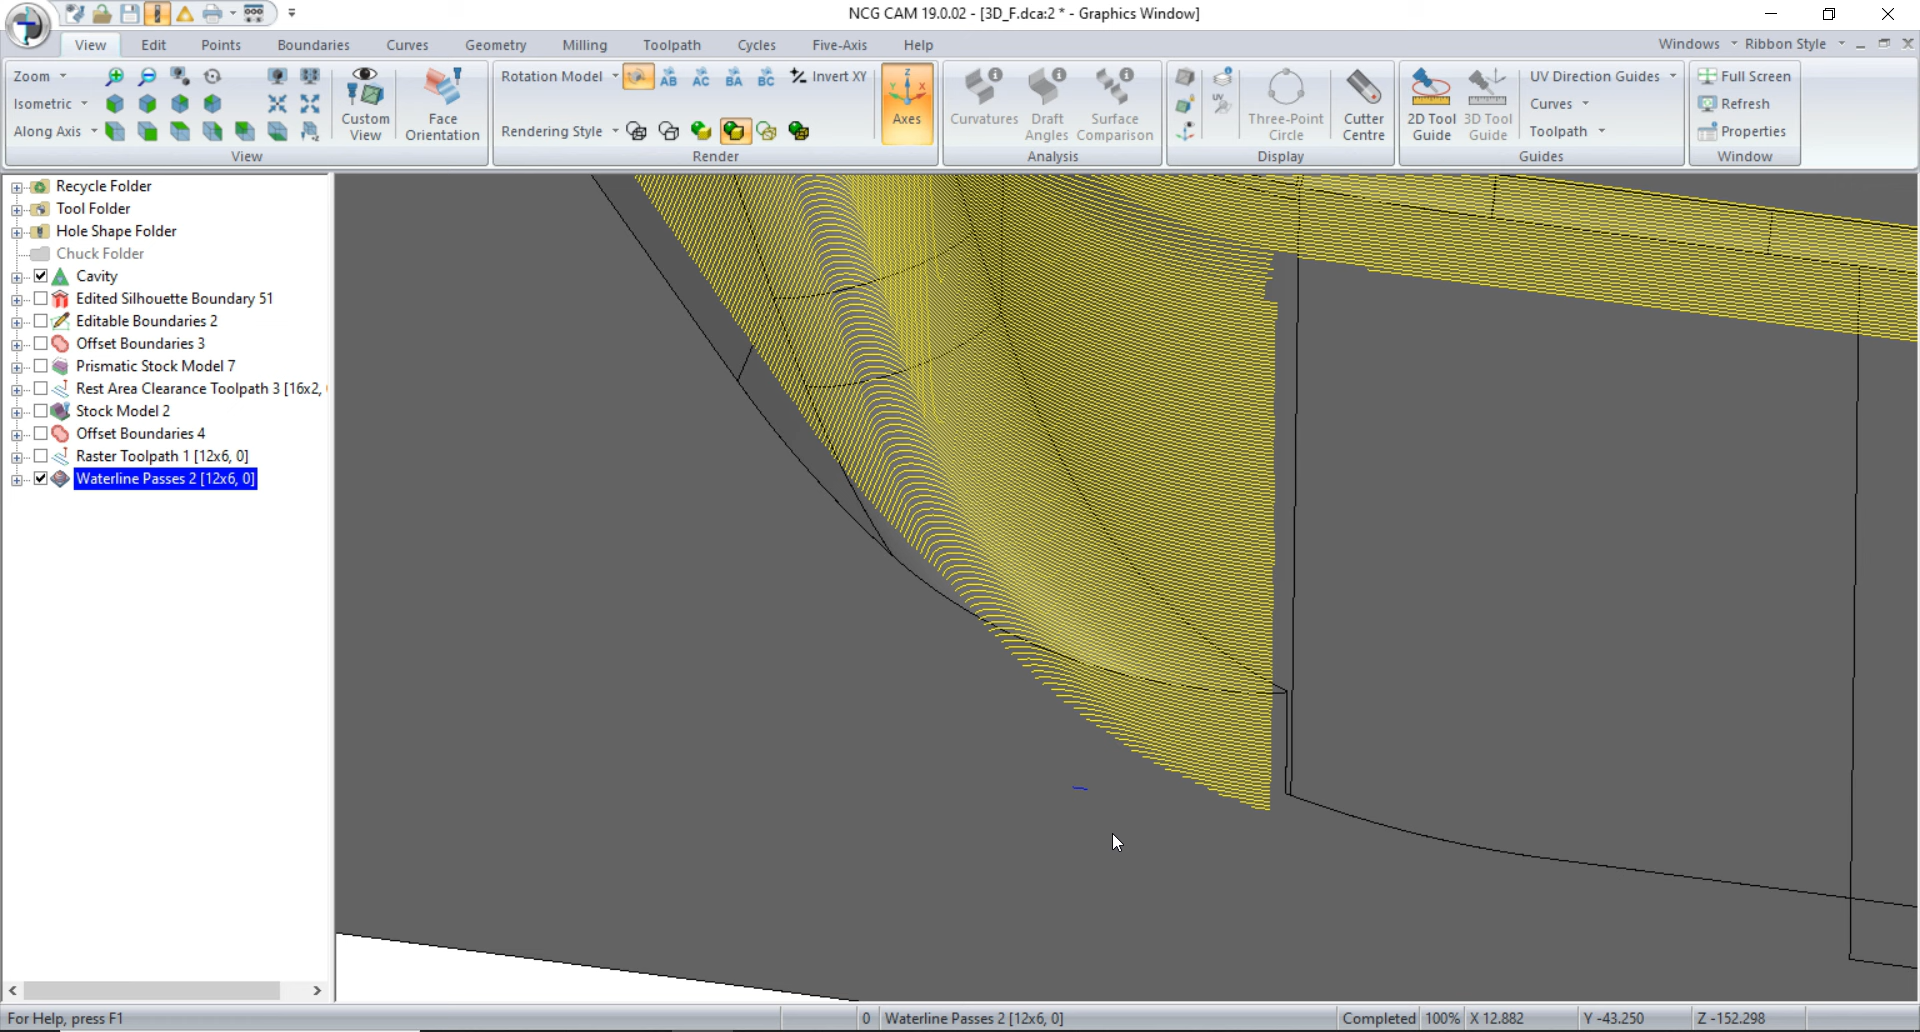 NCG CAM 19.0.02 - [3D_F.dca:2 * - Graphics Window]
View Edit Points Boundaries Curves Geometry Milling Toolpath Cycles Five-Axis Help Windows Ribbon Style
Zoom
Isometric
Along Axis
Custom View
Face Orientation
View
Rotation Model AB AC BA BC Invert XY
Rendering Style
Axes
Render
Curvatures
Draft Angles
Surface Comparison
Analysis
UV
Three-Point Circle
Cutter Centre
Display
2D Tool Guide
3D Tool Guide
UV Direction Guides
Curves
Toolpath
Guides
Full Screen
Refresh
Properties
Window
Recycle Folder
Tool Folder
Hole Shape Folder
Chuck Folder
Cavity
Edited Silhouette Boundary 51
Editable Boundaries 2
Offset Boundaries 3
Prismatic Stock Model 7
Rest Area Clearance Toolpath 3 [16x2,
Stock Model 2
Offset Boundaries 4
Raster Toolpath 1 [12x6, 0]
Waterline Passes 2 [12x6, 0]
For Help, press F1 0 Waterline Passes 2 [12x6, 0] Completed 100% X 12.882 Y -43.250 Z -152.298